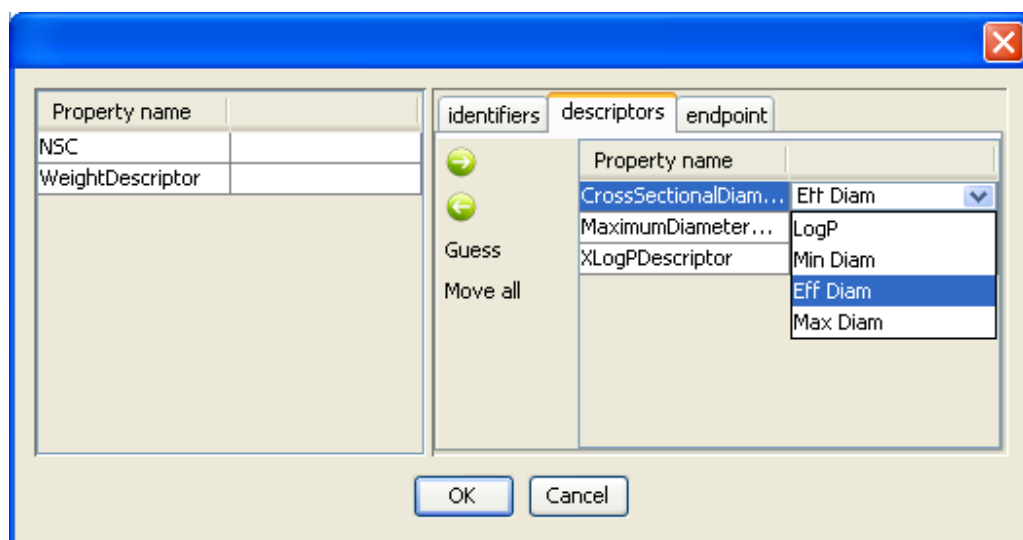 Property name
NSC
WeightDescriptor
identifiers descriptors endpoint
Guess
Move all
Property name
CrossSectionalDiam... Eff Diam
MaximumDiameter...
XLogPDescriptor
LogP
Min Diam
Eff Diam
Max Diam
OK Cancel